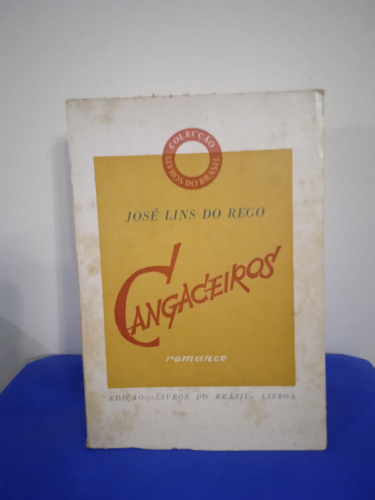 COLECÇÃO
LIVROS DO BRASIL
JOSÉ LINS DO REGO
CANGACEIROS
romance
EDIÇÃO «LIVROS DO BRASIL» LISBOA